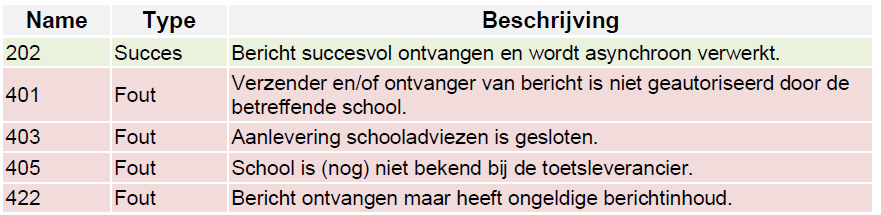 Name Type Beschrijving
202 Succes Bericht succesvol ontvangen en wordt asynchroon verwerkt.
401 Fout Verzender en/of ontvanger van bericht is niet geautoriseerd door de
betreffende school.
403 Fout Aanlevering schooladviezen is gesloten.
405 Fout School is (nog) niet bekend bij de toetsleverancier.
422 Fout Bericht ontvangen maar heeft ongeldige berichtinhoud.